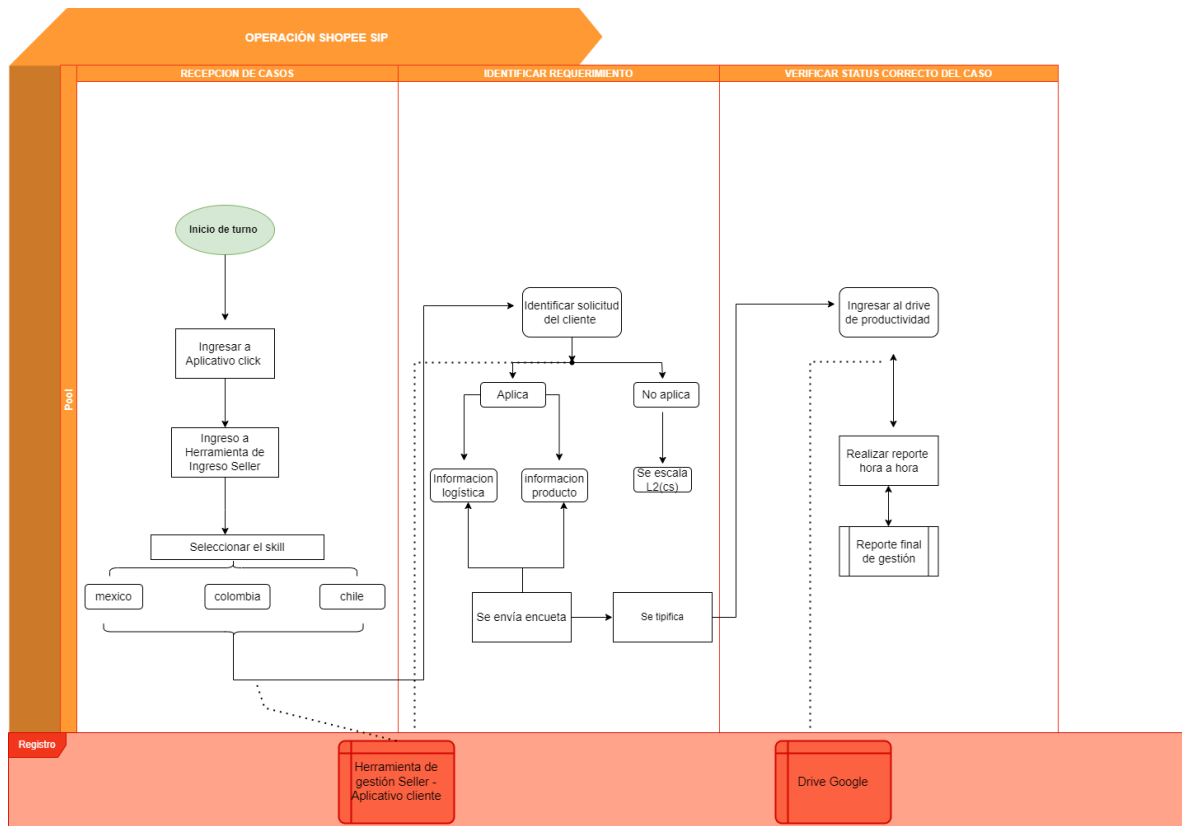 OPERACIÓN SHOPEE SIP
RECEPCION DE CASOS
IDENTIFICAR REQUERIMIENTO
VERIFICAR STATUS CORRECTO DEL CASO
Pool
Inicio de turno
Ingresar a
Aplicativo click
Ingreso a
Herramienta de
Ingreso Seller
Seleccionar el skill
mexico
colombia
chile
Identificar solicitud
del cliente
Aplica
No aplica
Informacion
logística
informacion
producto
Se escala
L2(cs)
Se envía encueta
Se tipifica
Ingresar al drive
de productividad
Realizar reporte
hora a hora
Reporte final
de gestión
Registro
Herramienta de
gestión Seller -
Aplicativo cliente
Drive Google